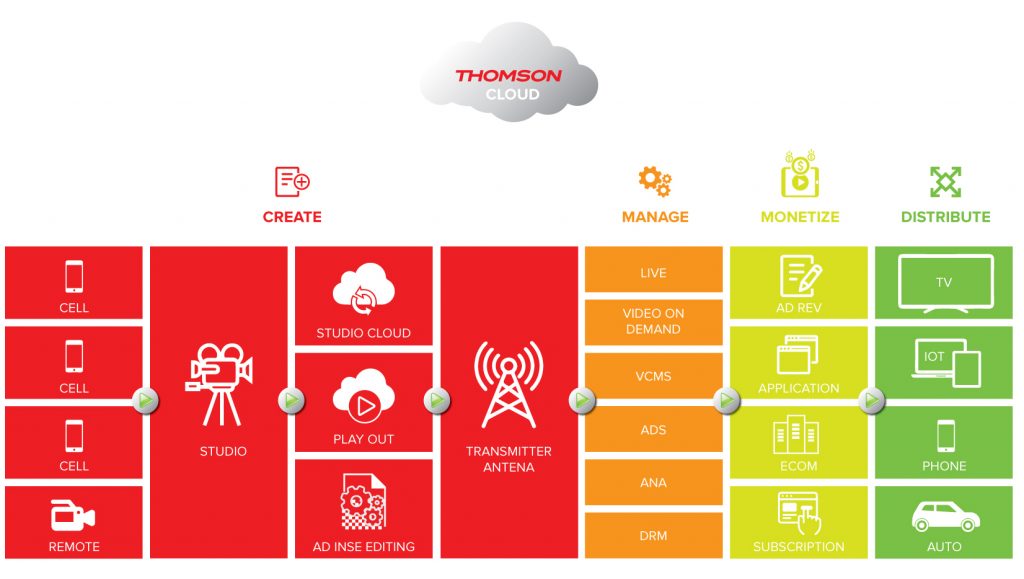 THOMSON
CLOUD
CREATE
MANAGE
MONETIZE
DISTRIBUTE
CELL
CELL
CELL
REMOTE
STUDIO
STUDIO CLOUD
PLAY OUT
AD INSE EDITING
TRANSMITTER
ANTENA
LIVE
VIDEO ON
DEMAND
VCMS
ADS
ANA
DRM
AD REV
APPLICATION
ECOM
SUBSCRIPTION
TV
IOT
PHONE
AUTO